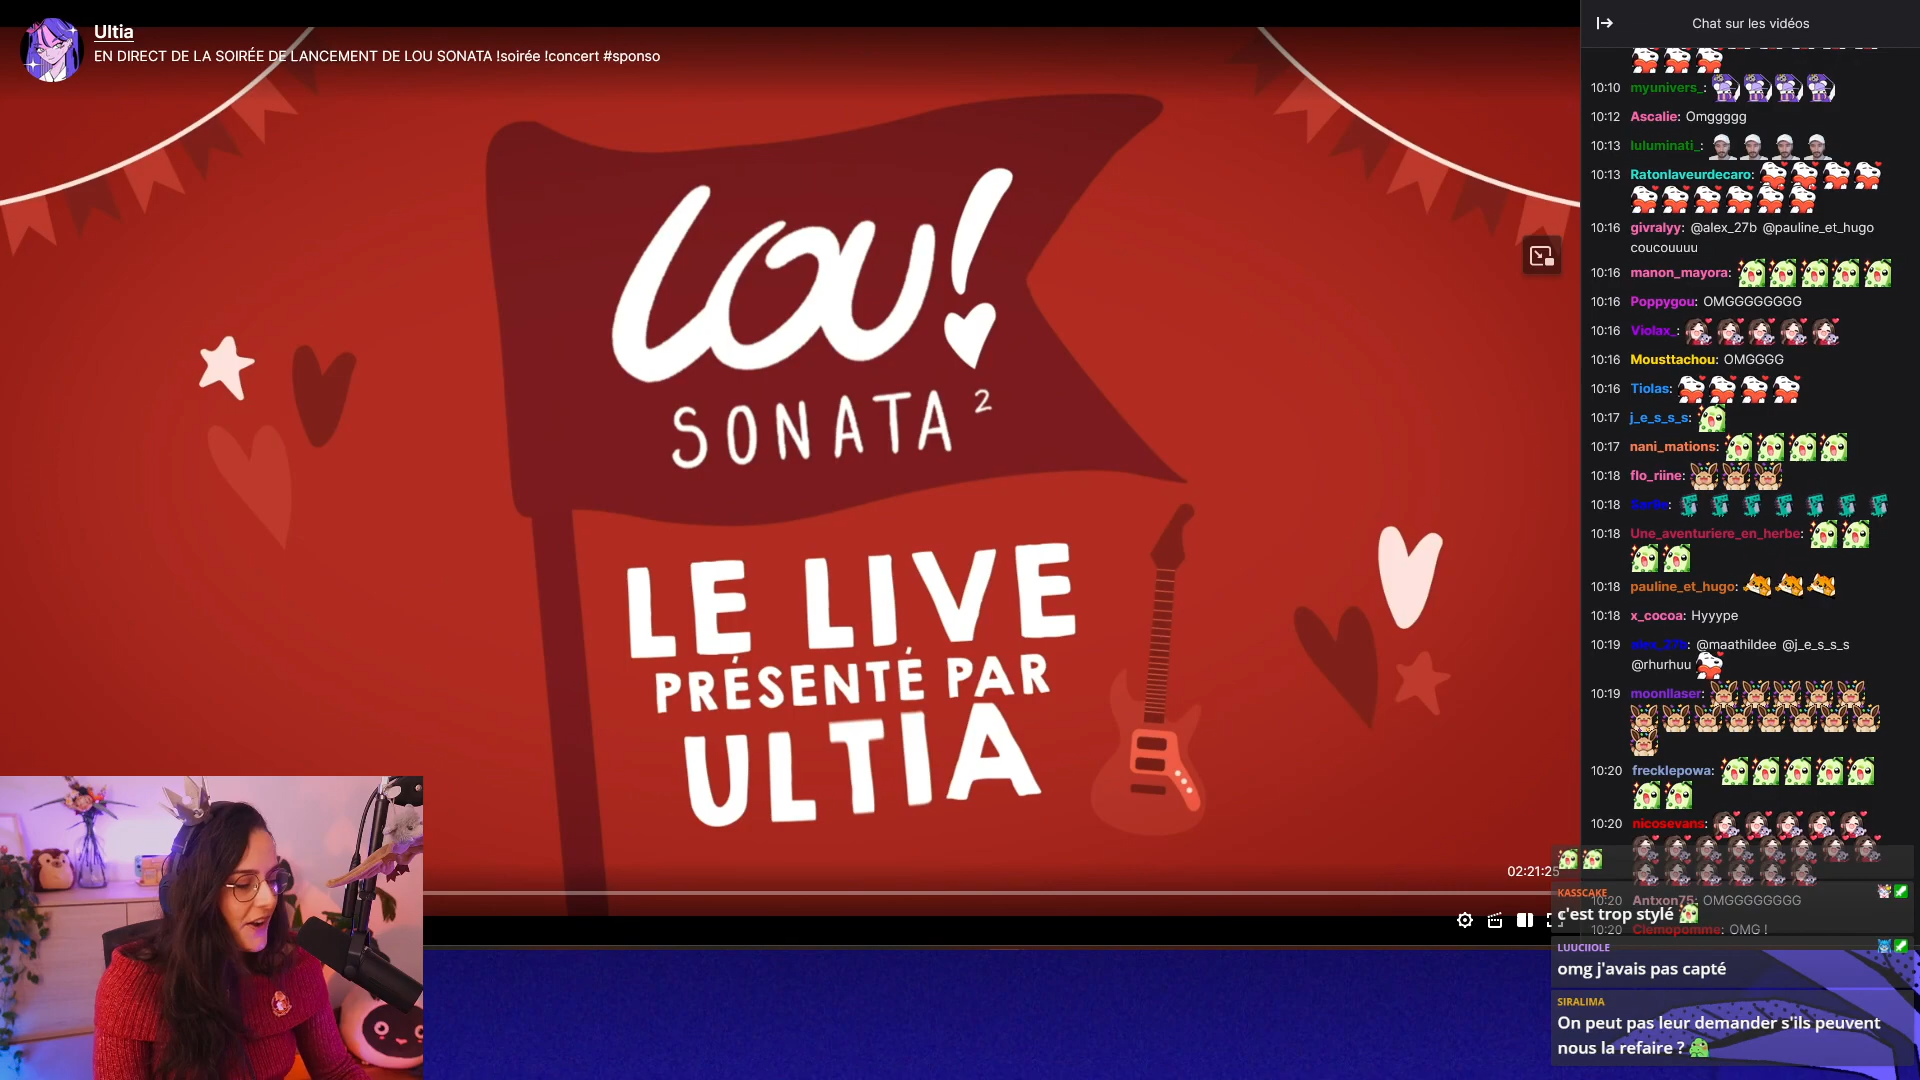 Ultia
EN DIRECT DE LA SOIRÉE DE LANCEMENT DE LOU SONATA !soirée !concert #sponso
LOU!
SONATA ²
LE LIVE
PRÉSENTÉ PAR
ULTIA
02:21:25
Chat sur les vidéos
10:10 myunivers_:
10:12 Ascalie: Omggggg
10:13 luluminati_:
10:13 Ratonlaveurdecaro:
10:16 givralyy: @alex_27b @pauline_et_hugo
coucouuuu
10:16 manon_mayora:
10:16 Poppygou: OMGGGGGGGG
10:16 Violax_:
10:16 Mousttachou: OMGGGG
10:16 Tiolas:
10:17 j_e_s_s_s:
10:17 nani_mations:
10:18 flo_riine:
10:18
10:18 Une_aventuriere_en_herbe:
10:18 pauline_et_hugo:
10:18 x_cocoa: Hyyype
10:19 alex_27b: @maathildee @j_e_s_s_s
@rhurhuu
10:19 moonllaser:
10:20 frecklepowa:
10:20 nicosevans:
10:20 Antxon75: OMGGGGGGGG
10:20 Clemopomme: OMG !
KASSCAKE
c'est trop stylé
LUUCIIOLE
omg j'avais pas capté
SIRALIMA
On peut pas leur demander s'ils peuvent
nous la refaire ?